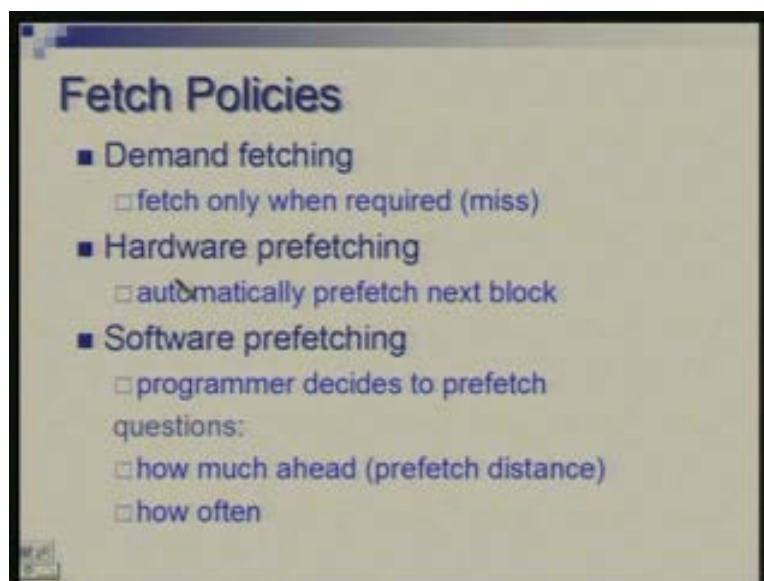 Fetch Policies
Demand fetching
fetch only when required (miss)
Hardware prefetching
automatically prefetch next block
Software prefetching
programmer decides to prefetch
questions:
how much ahead (prefetch distance)
how often